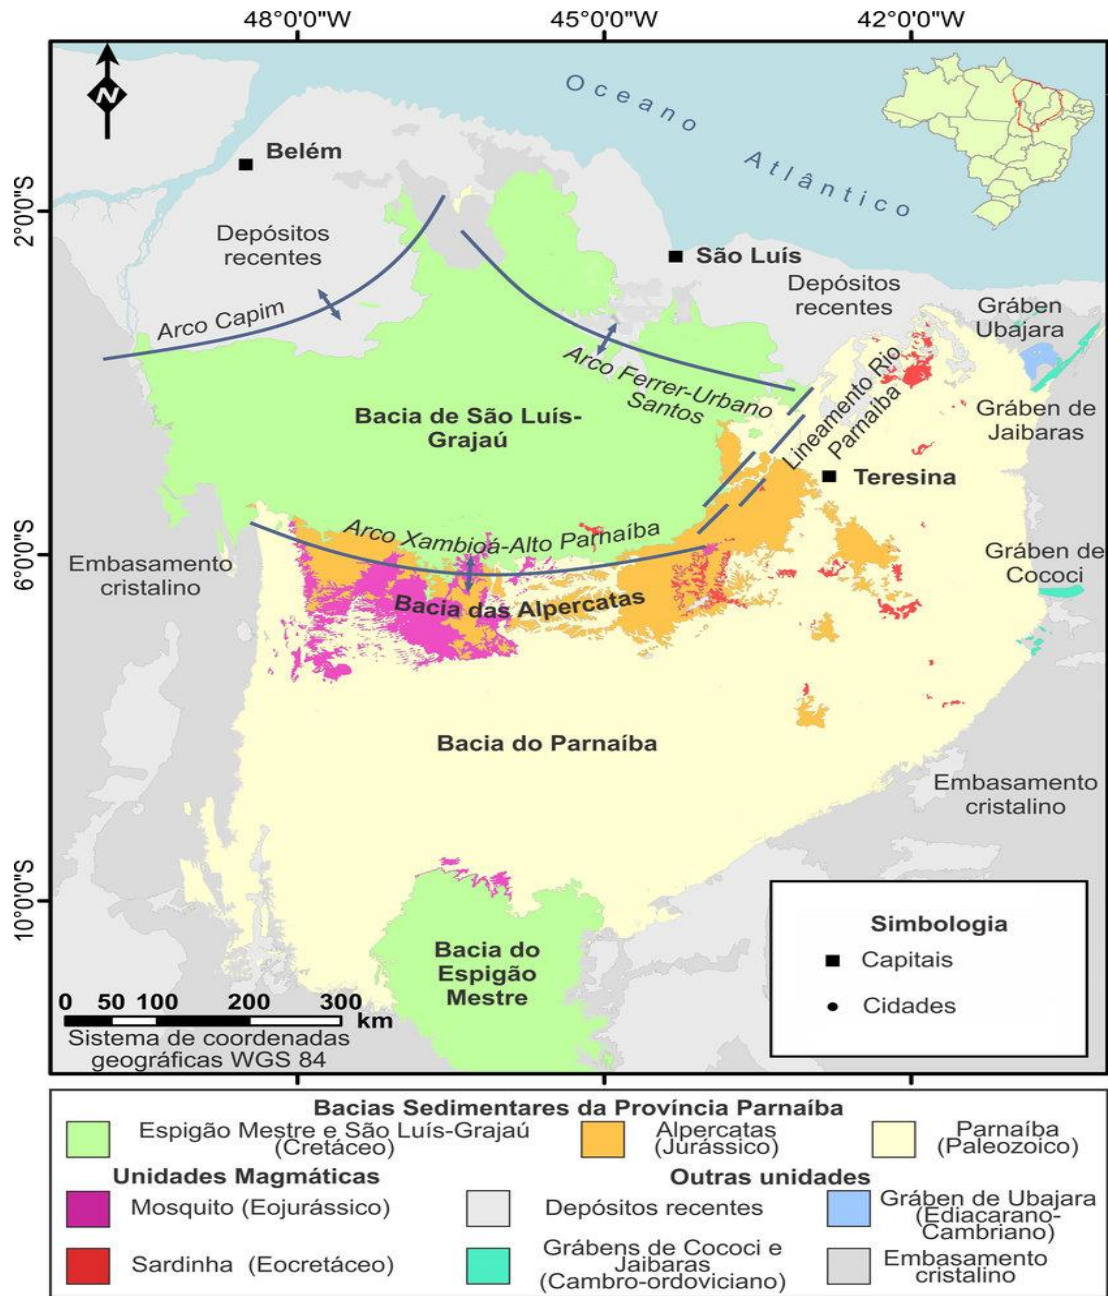 48°0'0"W
45°0'0"W
42°0'0"W
2°0'0"S
6°0'0"S
10°0'0"S
N
Oceano
Atlântico
Belém
Depósitos
recentes
São Luís
Depósitos
recentes
Arco Capim
Gráben
Ubajara
Arco Ferrer-Urbano
Santos
Lineamento Rio
Parnaíba
Bacia de São Luís-
Grajaú
Gráben de
Jaibaras
Teresina
Arco Xambioá-Alto Parnaíba
Embasamento
cristalino
Gráben de
Cococi
Bacia das Alpercatas
Bacia do Parnaíba
Embasamento
cristalino
Bacia do
Espigão
Mestre
Simbologia
Capitais
Cidades
0 50 100 200 300
km
Sistema de coordenadas
geográficas WGS 84
Bacias Sedimentares da Província Parnaíba
Espigão Mestre e São Luís-Grajaú
(Cretáceo)
Alpercatas
(Jurássico)
Parnaíba
(Paleozoico)
Unidades Magmáticas
Outras unidades
Mosquito (Eojurássico)
Depósitos recentes
Gráben de Ubajara
(Ediacarano-
Cambriano)
Sardinha (Eocretáceo)
Grábens de Cococi e
Jaibaras
(Cambro-ordoviciano)
Embasamento
cristalino